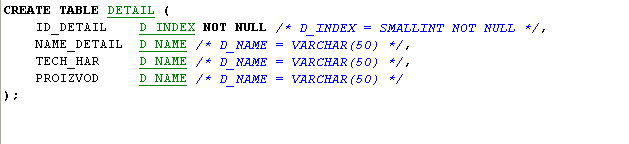 CREATE TABLE DETAIL (
ID_DETAIL D_INDEX NOT NULL /* D_INDEX = SMALLINT NOT NULL */,
NAME_DETAIL D_NAME /* D_NAME = VARCHAR(50) */,
TECH_HAR D_NAME /* D_NAME = VARCHAR(50) */,
PROIZVOD D_NAME /* D_NAME = VARCHAR(50) */
);